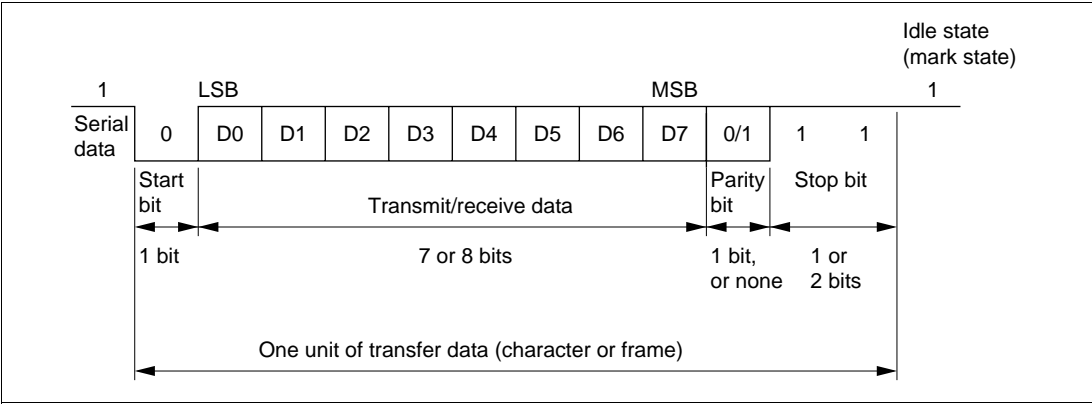 Idle state
(mark state)
1 LSB MSB 1
Serial
data
0 D0 D1 D2 D3 D4 D5 D6 D7 0/1 1 1
Start
bit
Transmit/receive data
Parity
bit
Stop bit
1 bit
7 or 8 bits
1 bit,
or none
1 or
2 bits
One unit of transfer data (character or frame)